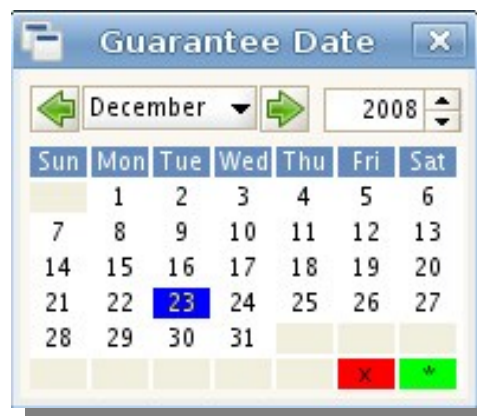 Guarantee Date
December 2008
Sun Mon Tue Wed Thu Fri Sat
1 2 3 4 5 6
7 8 9 10 11 12 13
14 15 16 17 18 19 20
21 22 23 24 25 26 27
28 29 30 31
x *